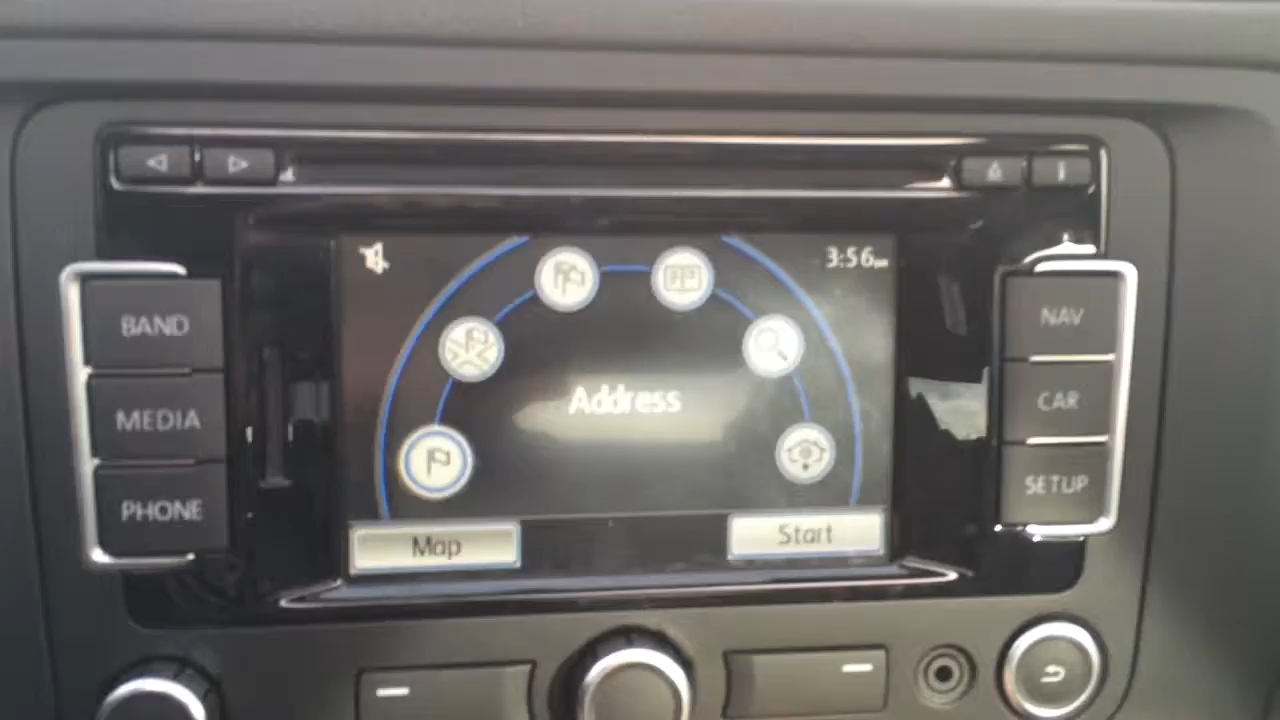 3:56
BAND
NAV
MEDIA
Address
CAR
PHONE
SETUP
Map
Start